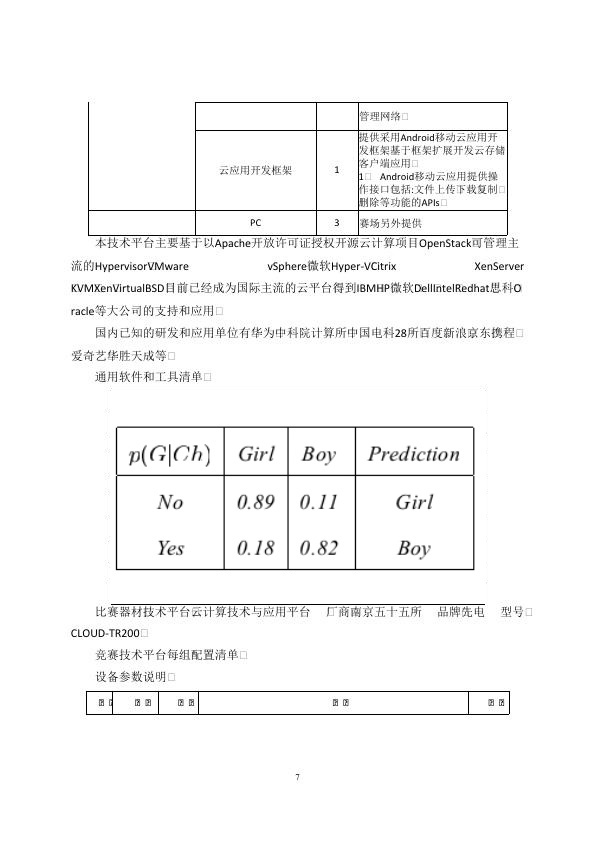 管理网络
云应用开发框架 1 提供采用Android移动云应用开
发框架基于框架扩展开发云存储
客户端应用
1 Android移动云应用提供操
作接口包括:文件上传下载复制
删除等功能的APIs
PC 3 赛场另外提供
本技术平台主要基于以Apache开放许可证授权开源云计算项目OpenStack可管理主
流的HypervisorVMware vSphere微软Hyper-VCitrix XenServer
KVMXenVirtualBSD目前已经成为国际主流的云平台得到IBMHP微软DellIntelRedhat思科O
racle等大公司的支持和应用
国内已知的研发和应用单位有华为中科院计算所中国电科28所百度新浪京东携程
爱奇艺华胜天成等
通用软件和工具清单
p(G|Ch) Girl Boy Prediction
No 0.89 0.11 Girl
Yes 0.18 0.82 Boy
比赛器材技术平台云计算技术与应用平台 厂商南京五十五所 品牌先电 型号
CLOUD-TR200
竞赛技术平台每组配置清单
设备参数说明
7